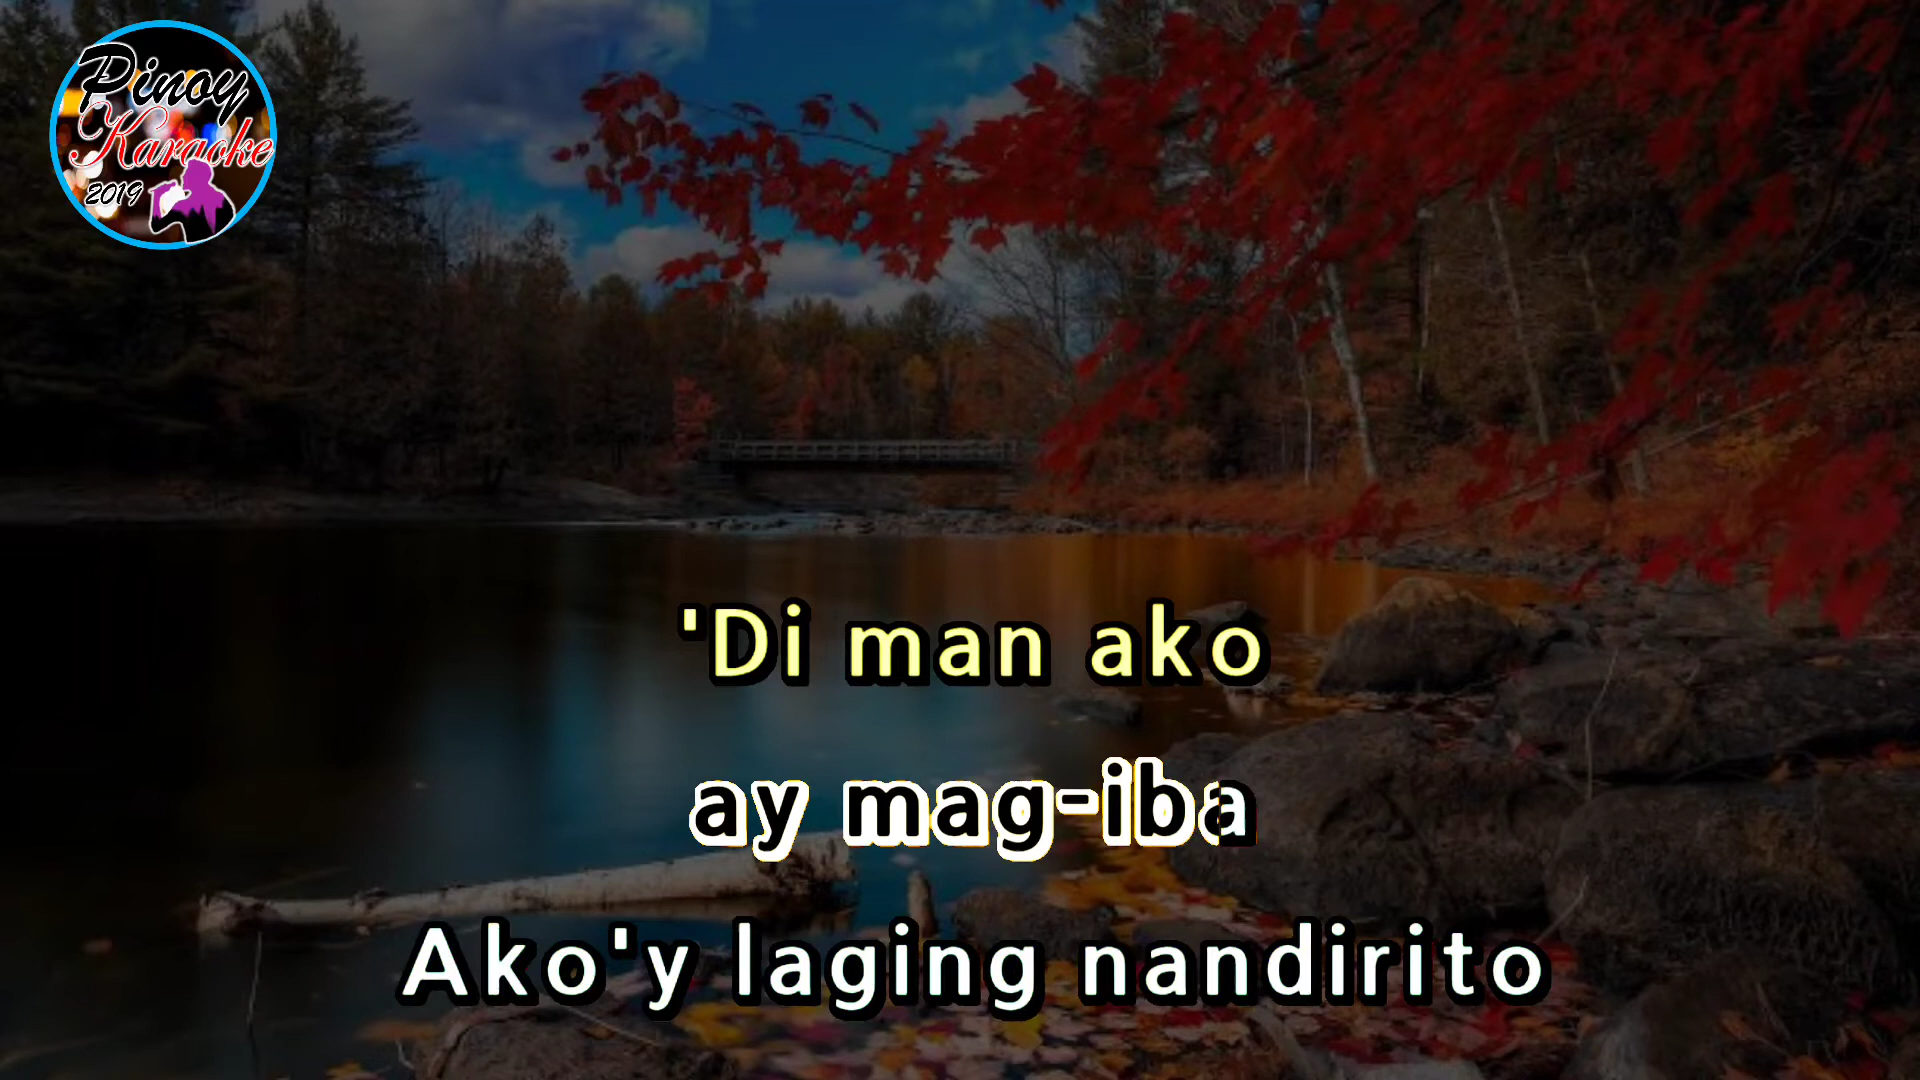 Pinoy
Karaoke
2019
'Di man ako
ay mag-iba
Ako'y laging nandirito